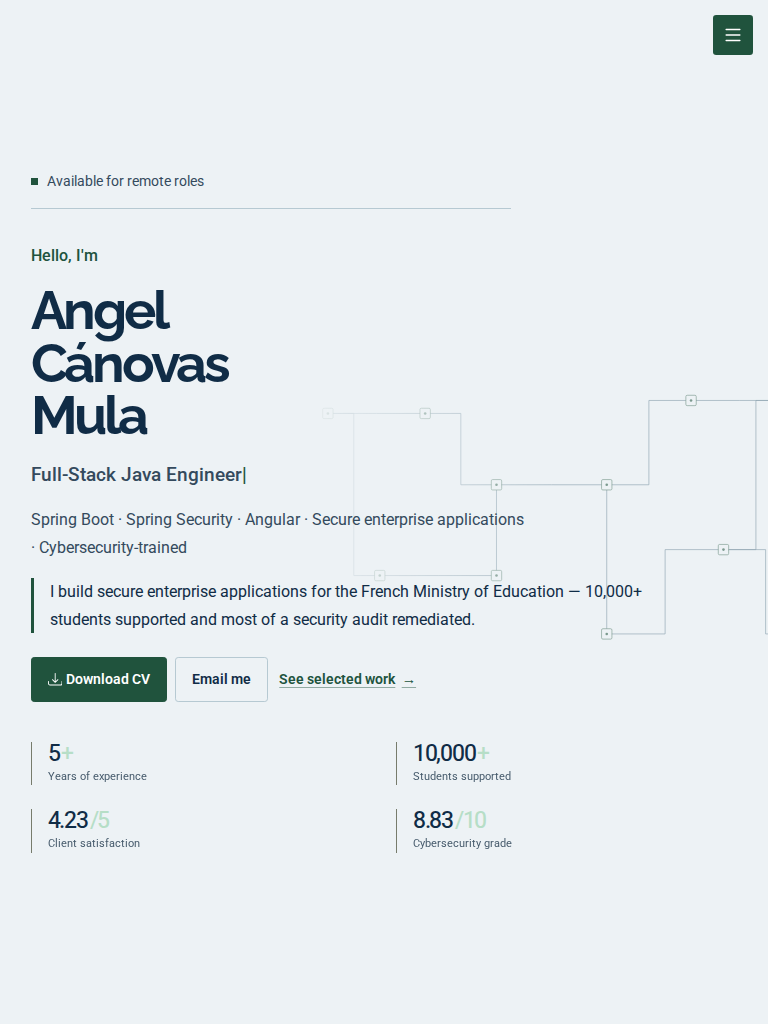 Available for remote roles
Hello, I'm
Angel
Cánovas
Mula
Full-Stack Java Engineer|
Spring Boot · Spring Security · Angular · Secure enterprise applications
· Cybersecurity-trained
I build secure enterprise applications for the French Ministry of Education — 10,000+
students supported and most of a security audit remediated.
Download CV
Email me
See selected work →
5+
Years of experience
10,000+
Students supported
4.23/5
Client satisfaction
8.83/10
Cybersecurity grade